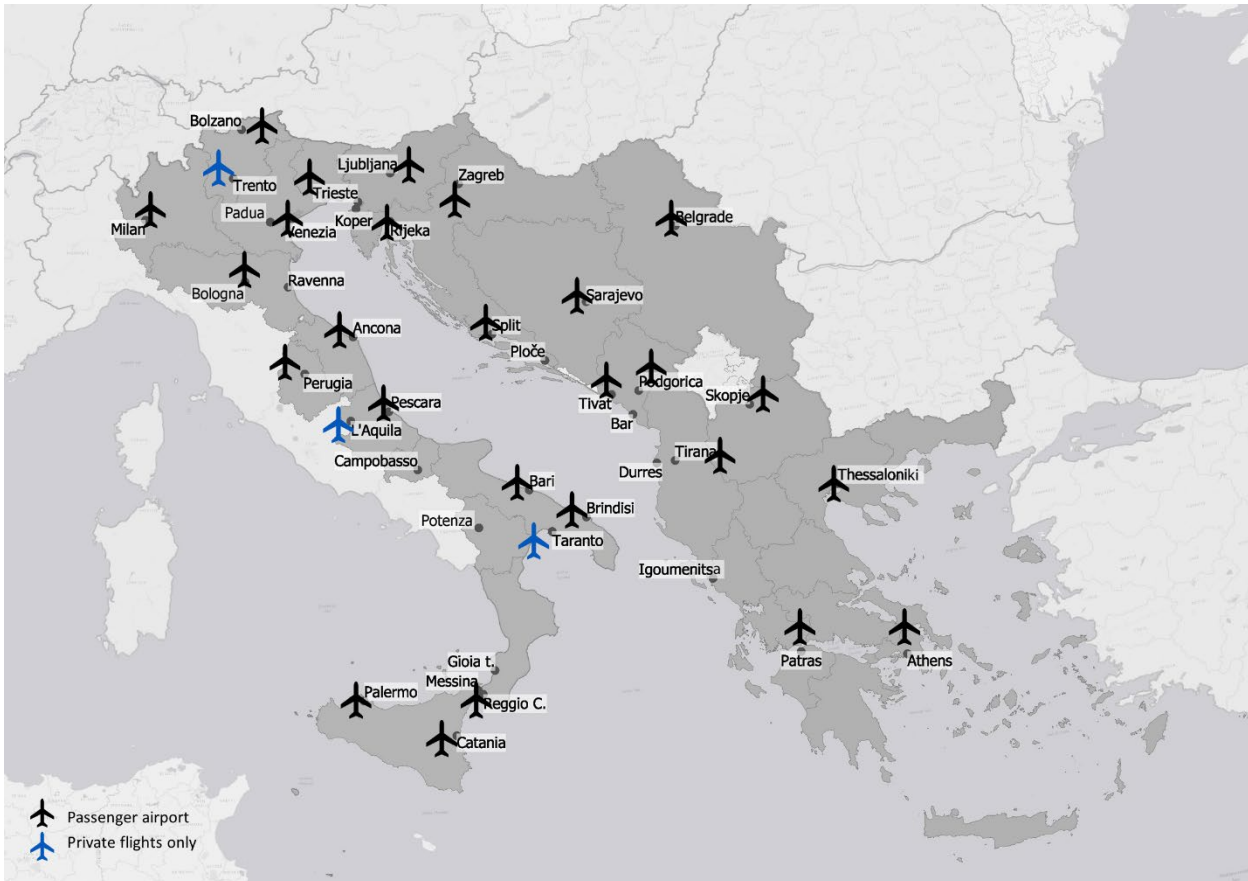 Bolzano
Ljubljana
Zagreb
Trento
Trieste
Padua
Koper
Belgrade
Milan
Venezia
Rijeka
Ravenna
Bologna
Sarajevo
Ancona
Split
Ploče
Perugia
Podgorica
Skopje
Tivat
Pescara
Bar
L'Aquila
Campobasso
Tirana
Durres
Thessaloniki
Bari
Brindisi
Potenza
Taranto
Igoumenitsa
Gioia t.
Patras
Athens
Messina
Palermo
Reggio C.
Catania
Passenger airport
Private flights only